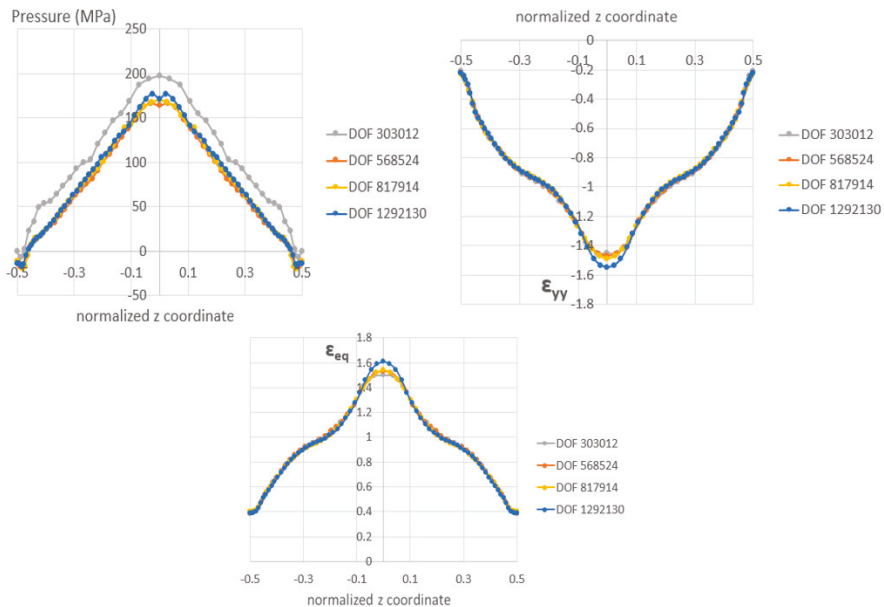 Pressure (MPa)
250
200
150
100
50
0
-50
-0.5
-0.3
-0.1
0.1
0.3
0.5
normalized z coordinate
DOF 303012
DOF 568524
DOF 817914
DOF 1292130
normalized z coordinate
-0.5
-0.3
-0.1
0.1
0.3
0.5
0
-0.2
-0.4
-0.6
-0.8
-1
-1.2
-1.4
-1.6
-1.8
εyy
DOF 303012
DOF 568524
DOF 817914
DOF 1292130
εeq
1.8
1.6
1.4
1.2
1
0.8
0.6
0.4
0.2
0
-0.5
-0.3
-0.1
0.1
0.3
0.5
normalized z coordinate
DOF 303012
DOF 568524
DOF 817914
DOF 1292130